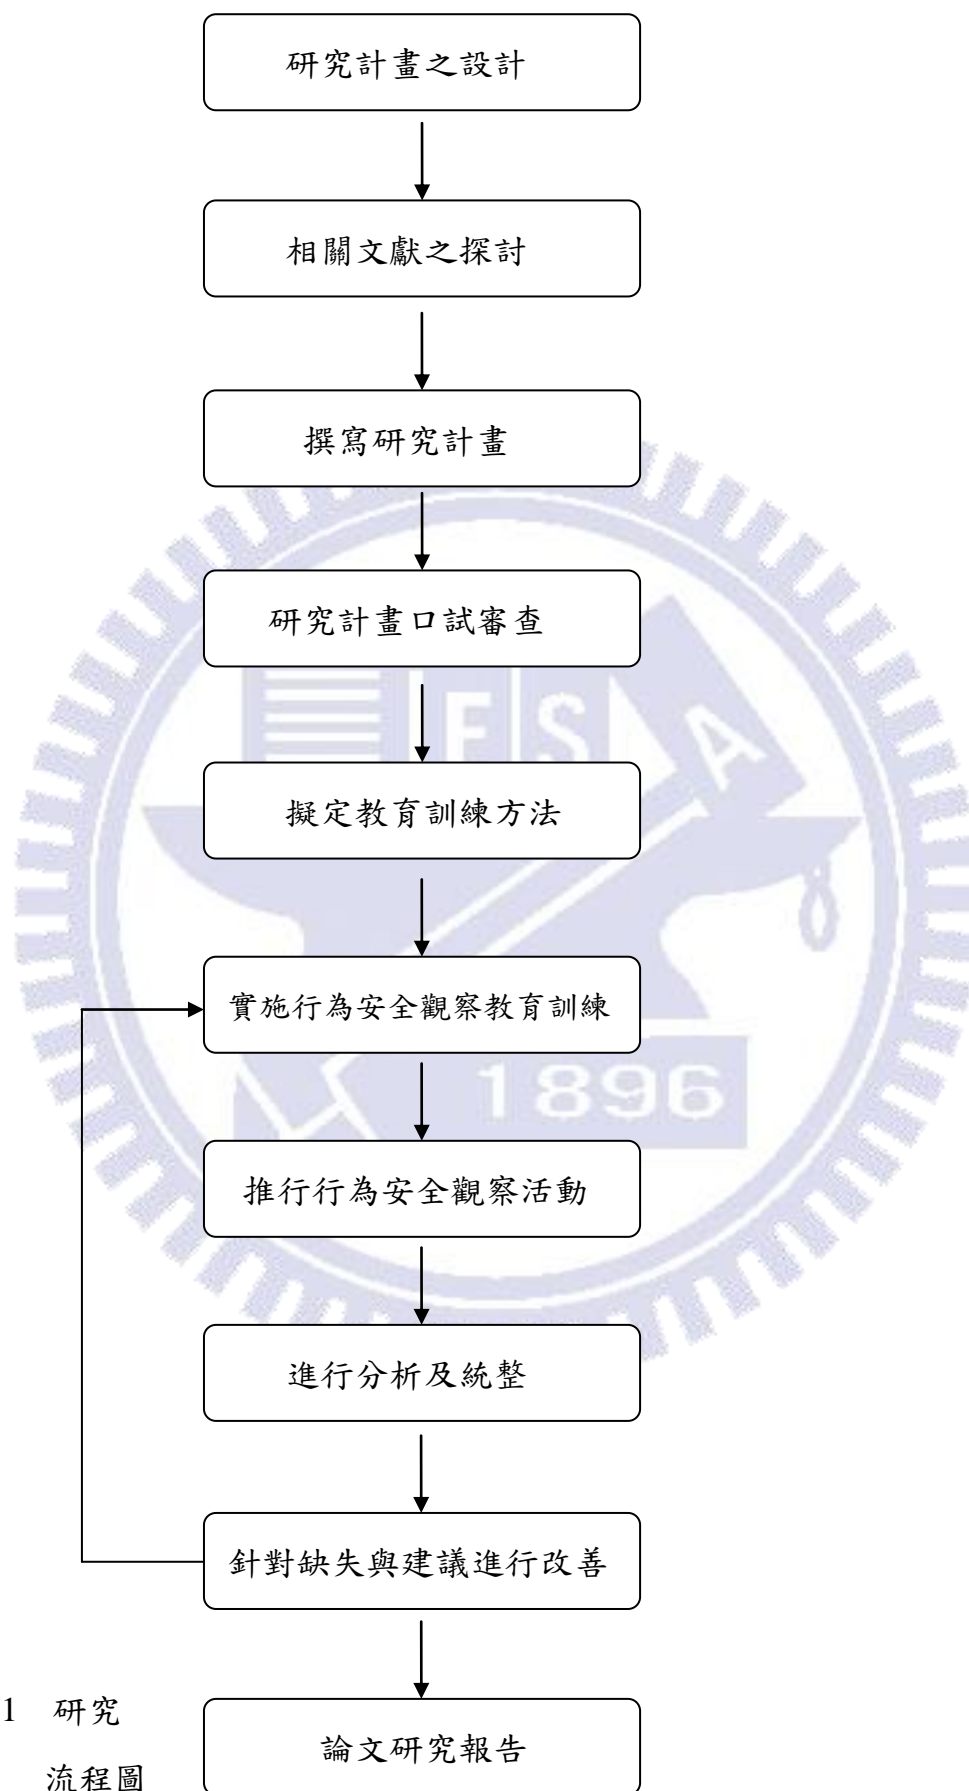 研究計畫之設計
相關文獻之探討
撰寫研究計畫
研究計畫口試審查
E S A
擬定教育訓練方法
實施行為安全觀察教育訓練
1896
推行行為安全觀察活動
進行分析及統整
針對缺失與建議進行改善
論文研究報告
1 研究
流程圖